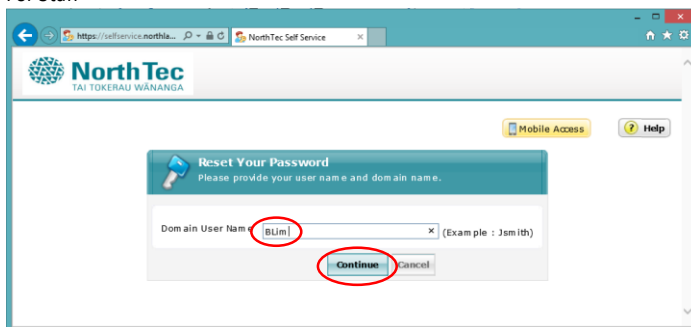 https://selfservice.northla...
NorthTec Self Service
NorthTec
TAI TOKERAU WĀNANGA
Mobile Access
? Help
Reset Your Password
Please provide your user name and domain name.
Domain User Name BLim × (Example : Jsmith)
Continue Cancel